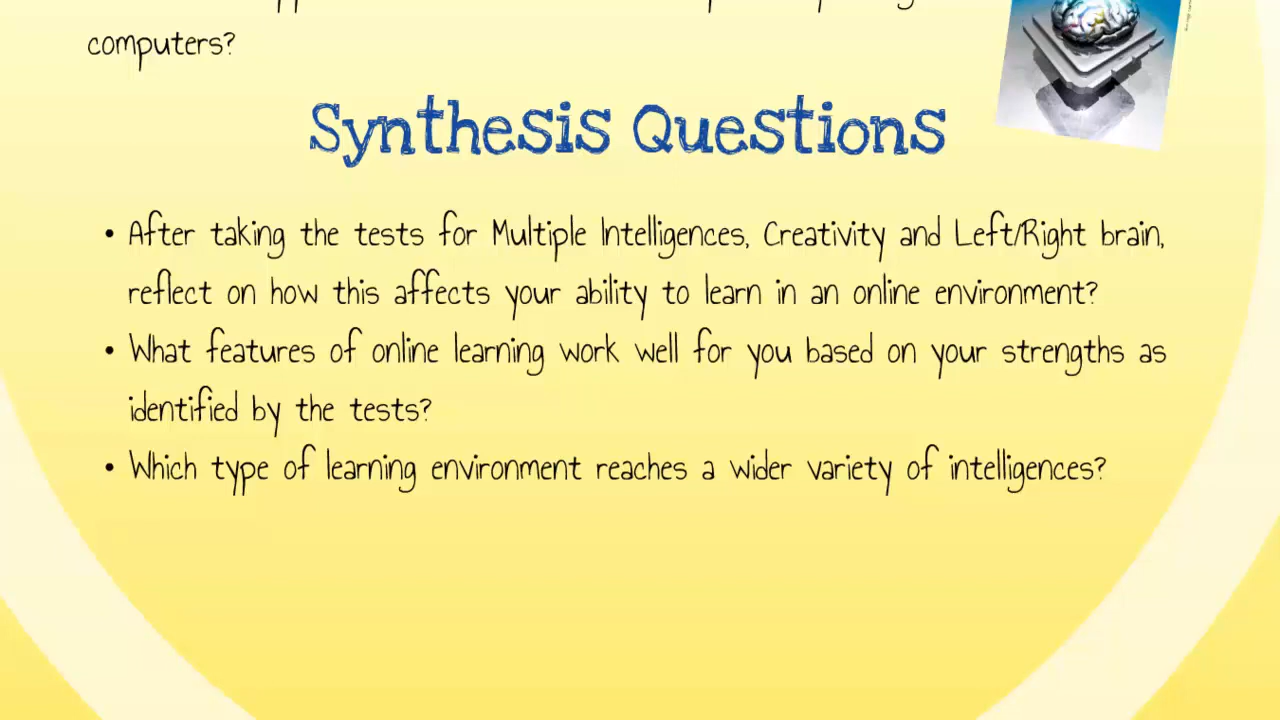 computers?
Synthesis Questions
• After taking the tests for Multiple Intelligences, Creativity and Left/Right brain,
reflect on how this affects your ability to learn in an online environment?
• What features of online learning work well for you based on your strengths as
identified by the tests?
• Which type of learning environment reaches a wider variety of intelligences?